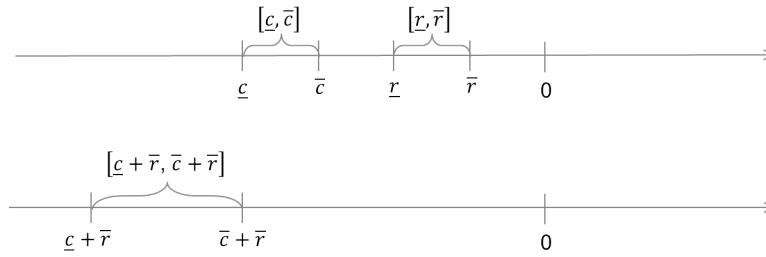 [c̲, c̅] [r̲, r̅]
c̲ c̅ r̲ r̅ 0
[c̲ + r̅, c̅ + r̅]
c̲ + r̅ c̅ + r̅ 0